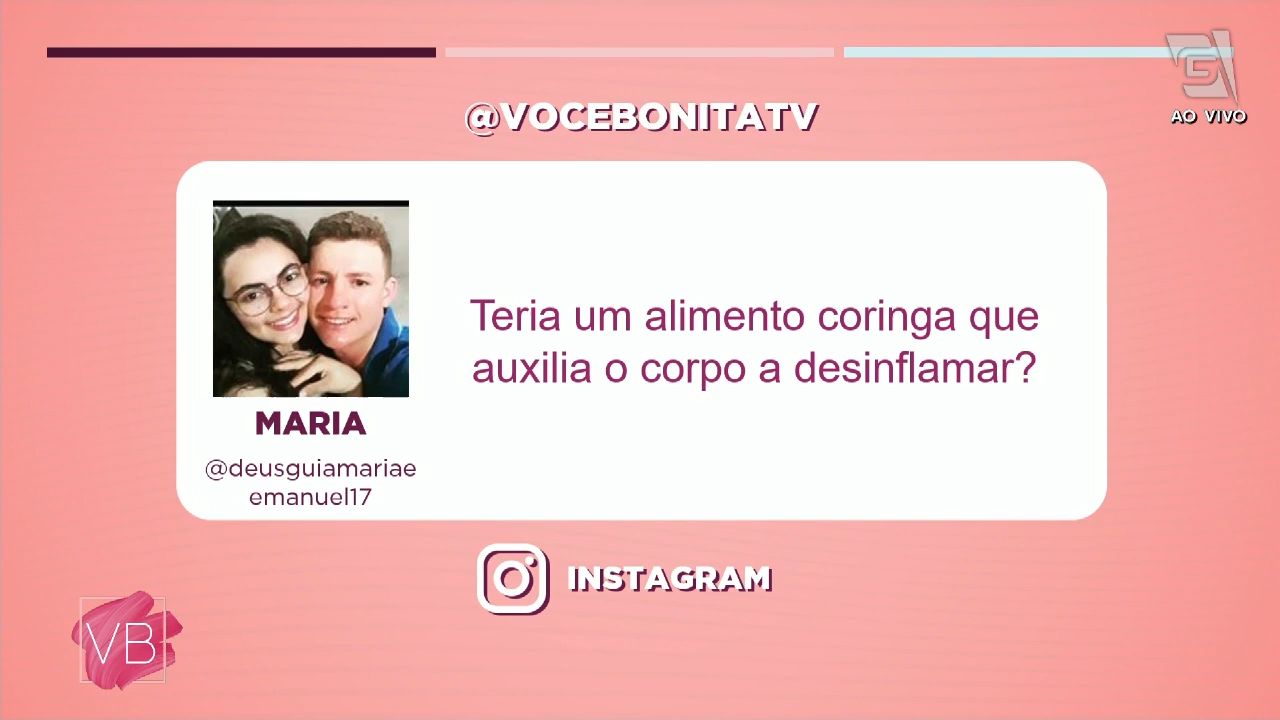 AO VIVO
@VOCEBONITATV
Teria um alimento coringa que
auxilia o corpo a desinflamar?
MARIA
@deusguiamariae
emanuel17
INSTAGRAM
VB